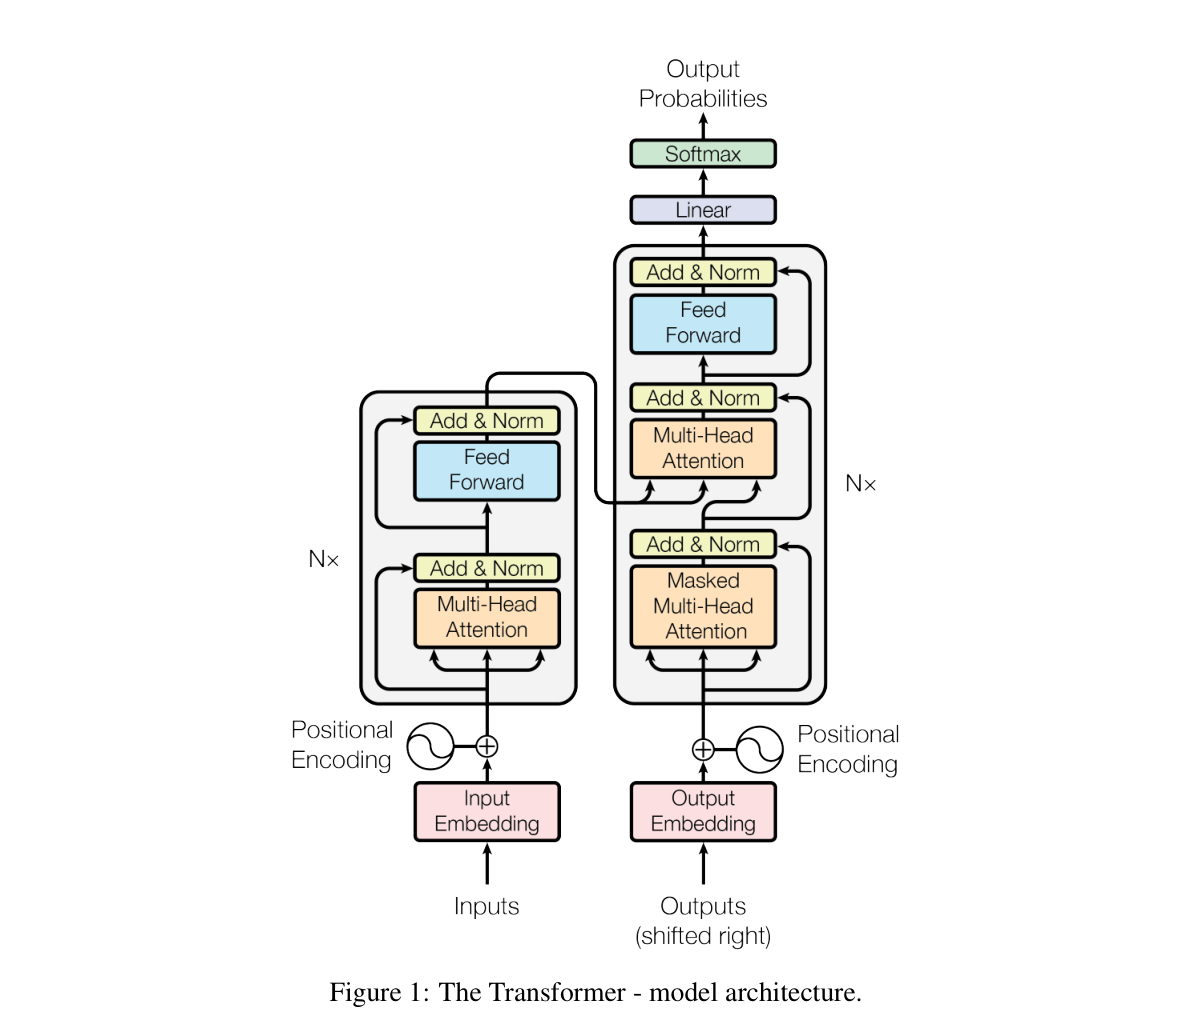 Output
Probabilities
Softmax
Linear
Add & Norm
Feed
Forward
Add & Norm
Multi-Head
Attention
Nx
Add & Norm
Masked
Multi-Head
Attention
Add & Norm
Feed
Forward
Nx
Add & Norm
Multi-Head
Attention
Positional
Encoding
Positional
Encoding
Input
Embedding
Output
Embedding
Inputs
Outputs
(shifted right)
Figure 1: The Transformer - model architecture.